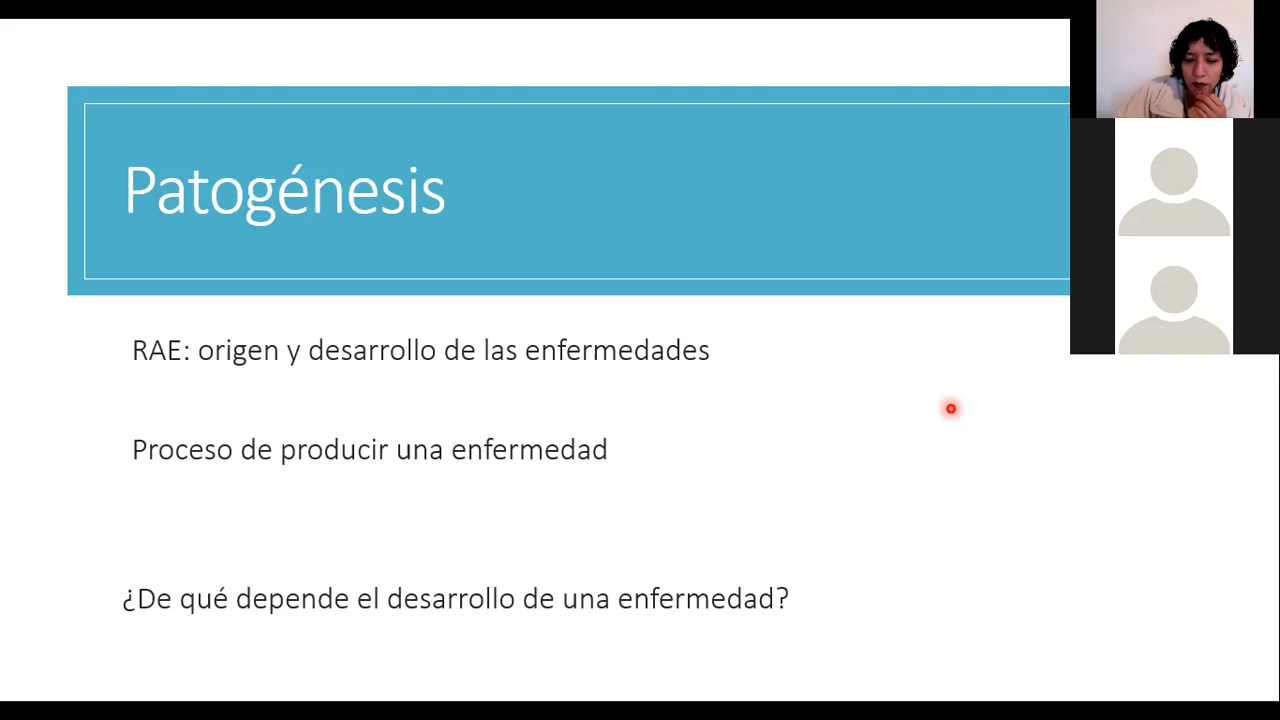 Patogénesis
RAE: origen y desarrollo de las enfermedades
Proceso de producir una enfermedad
¿De qué depende el desarrollo de una enfermedad?